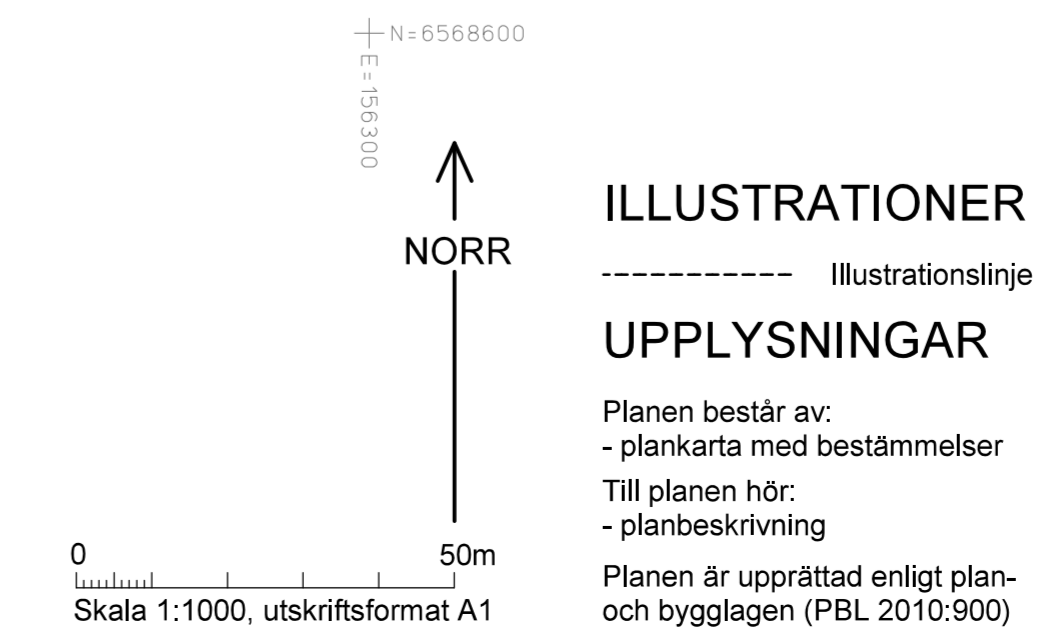 N=6568600
E=156300
NORR
0 50m
Skala 1:1000, utskriftsformat A1
ILLUSTRATIONER
Illustrationslinje
UPPLYSNINGAR
Planen består av:
- plankarta med bestämmelser
Till planen hör:
- planbeskrivning
Planen är upprättad enligt plan-
och bygglagen (PBL 2010:900)